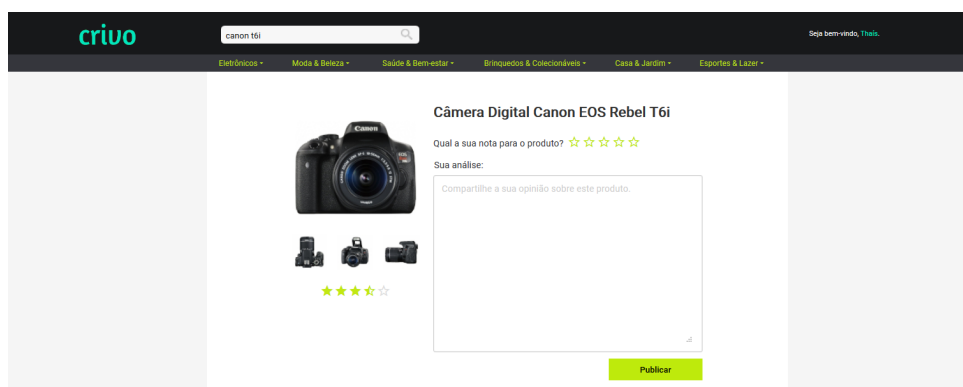 crivo
canon t6i
Seja bem-vindo, Thaís.
Eletrônicos
Moda & Beleza
Saúde & Bem-estar
Brinquedos & Colecionáveis
Casa & Jardim
Esportes & Lazer
Câmera Digital Canon EOS Rebel T6i
Qual a sua nota para o produto?
Sua análise:
Compartilhe a sua opinião sobre este produto.
Canon
Publicar